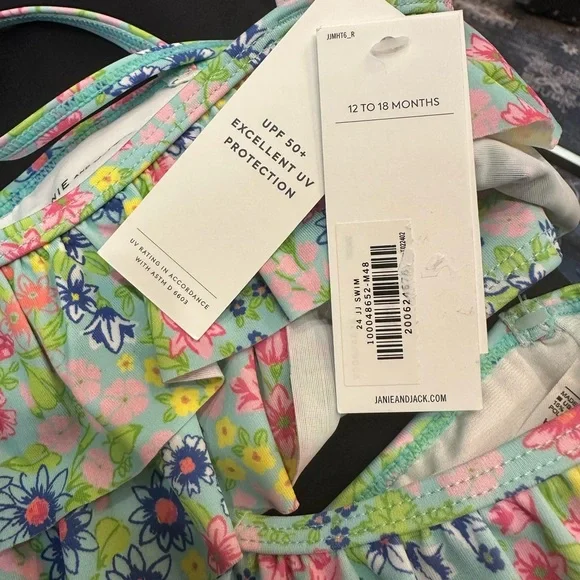 JJMHT6_R
12 TO 18 MONTHS
UPF 50+
EXCELLENT UV
PROTECTION
UV RATING IN ACCORDANCE
WITH ASTM D 6603
24 JJ SWIM
100048652-M48
JANIEANDJACK.COM